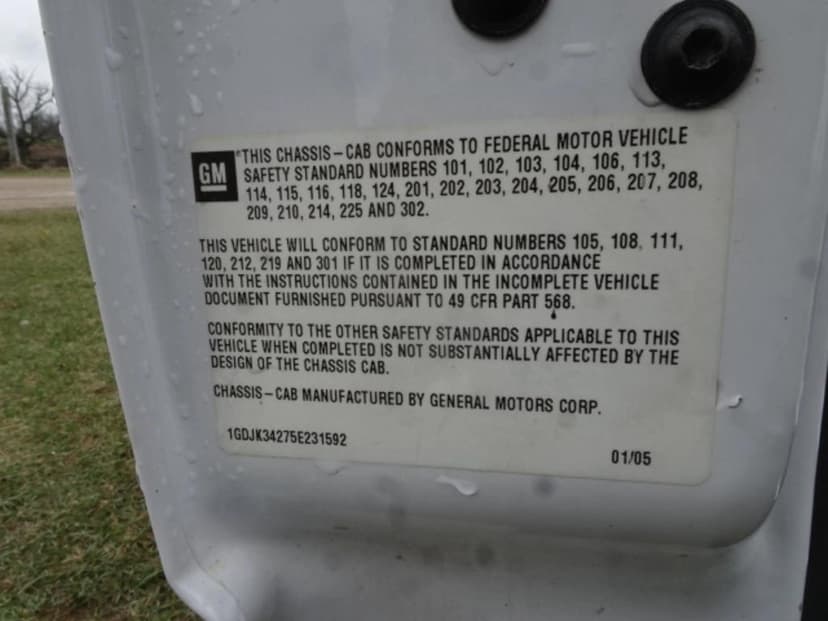 GM
®THIS CHASSIS–CAB CONFORMS TO FEDERAL MOTOR VEHICLE
SAFETY STANDARD NUMBERS 101, 102, 103, 104, 106, 113,
114, 115, 116, 118, 124, 201, 202, 203, 204, 205, 206, 207, 208,
209, 210, 214, 225 AND 302.
THIS VEHICLE WILL CONFORM TO STANDARD NUMBERS 105, 108, 111,
120, 212, 219 AND 301 IF IT IS COMPLETED IN ACCORDANCE
WITH THE INSTRUCTIONS CONTAINED IN THE INCOMPLETE VEHICLE
DOCUMENT FURNISHED PURSUANT TO 49 CFR PART 568.
CONFORMITY TO THE OTHER SAFETY STANDARDS APPLICABLE TO THIS
VEHICLE WHEN COMPLETED IS NOT SUBSTANTIALLY AFFECTED BY THE
DESIGN OF THE CHASSIS CAB.
CHASSIS–CAB MANUFACTURED BY GENERAL MOTORS CORP.
1GDJK34275E231592
01/05